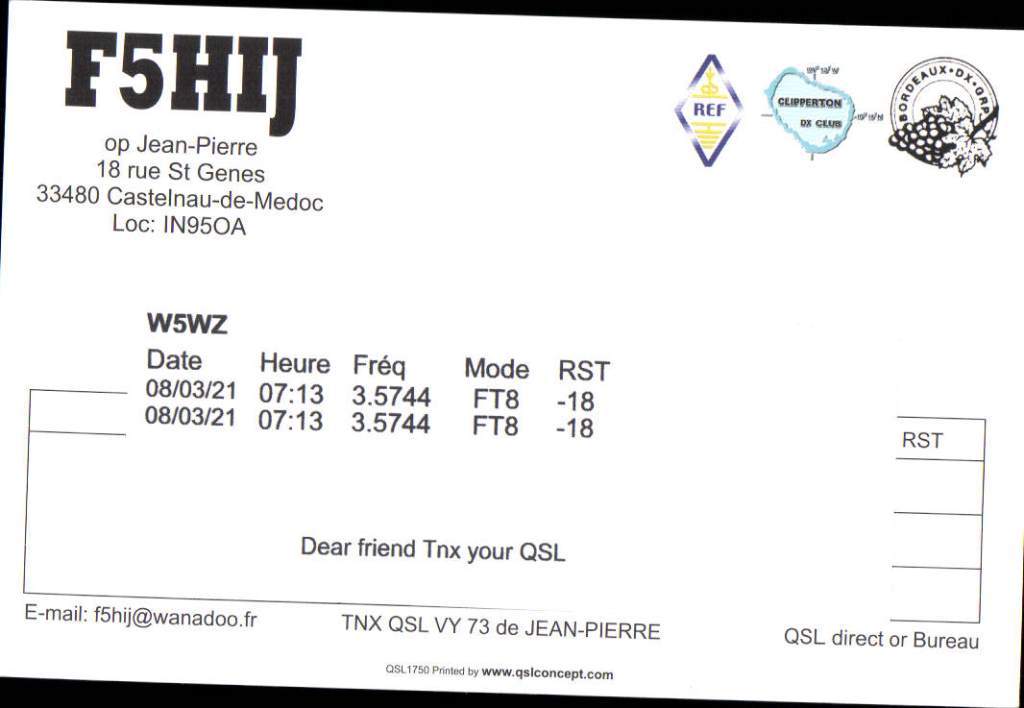 F5HIJ
op Jean-Pierre
18 rue St Genes
33480 Castelnau-de-Medoc
Loc: IN95OA
REF
CLIPPERTON
DX CLUB
BORDEAUX•DX•GRP
W5WZ
Date Heure Fréq Mode RST
08/03/21 07:13 3.5744 FT8 -18
08/03/21 07:13 3.5744 FT8 -18
RST
Dear friend Tnx your QSL
E-mail: f5hij@wanadoo.fr TNX QSL VY 73 de JEAN-PIERRE QSL direct or Bureau
QSL1750 Printed by www.qslconcept.com